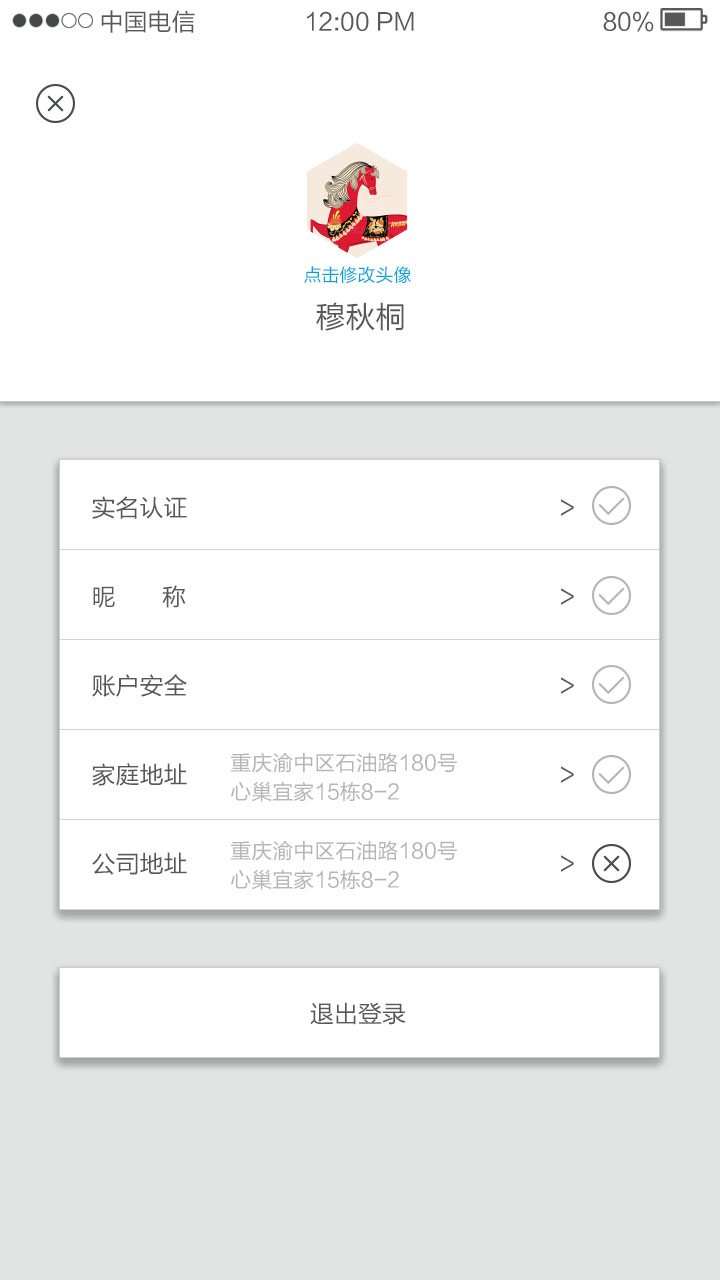 中国电信 12:00 PM 80%
点击修改头像
穆秋桐
实名认证 >
昵 称 >
账户安全 >
家庭地址 重庆渝中区石油路180号 >
心巢宜家15栋8-2
公司地址 重庆渝中区石油路180号 >
心巢宜家15栋8-2
退出登录